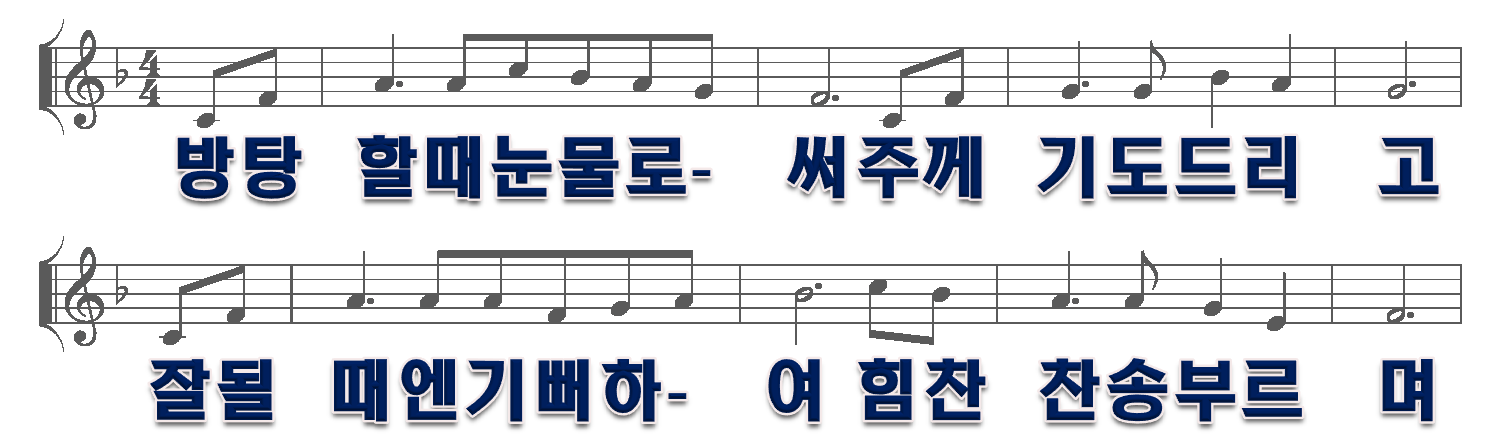 방탕 할때눈물로- 써주께 기도드리 고
잘될 때엔기뻐하- 여 힘찬 찬송부르 며